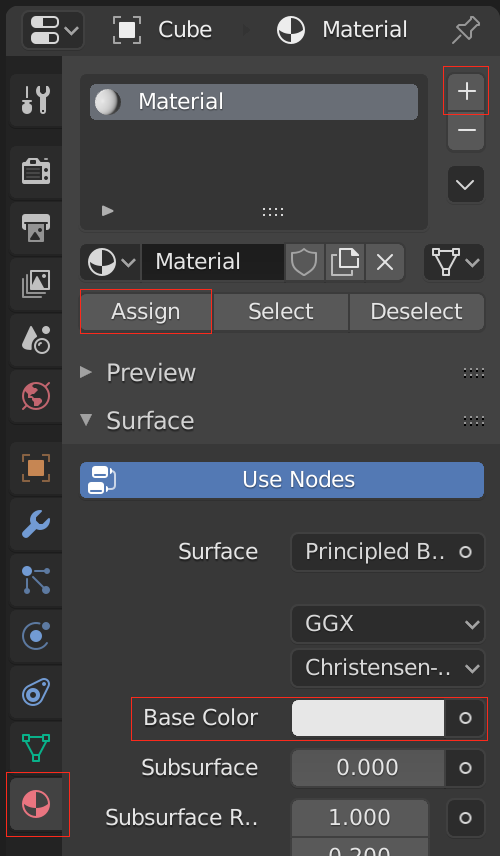 Cube Material
Material
Material
Assign Select Deselect
Preview
Surface
Use Nodes
Surface Principled B..
GGX
Christensen-..
Base Color
Subsurface 0.000
Subsurface R.. 1.000
0.200